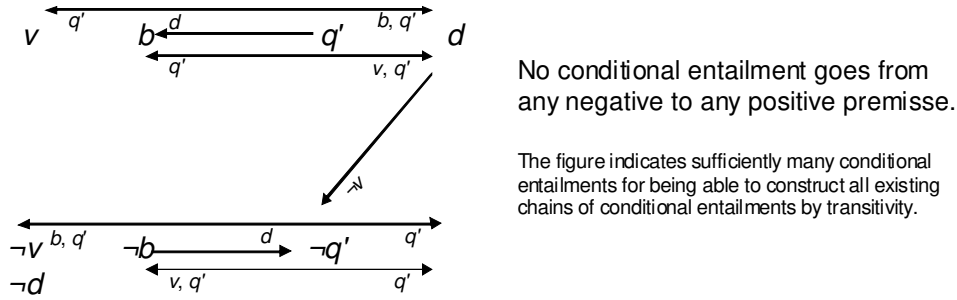 q' b, q'
v b d q' d
q' v, q'
No conditional entailment goes from
any negative to any positive premisse.
The figure indicates sufficiently many conditional
entailments for being able to construct all existing
chains of conditional entailments by transitivity.
¬v
¬v b, q' ¬b d ¬q' q'
¬d v, q' q'